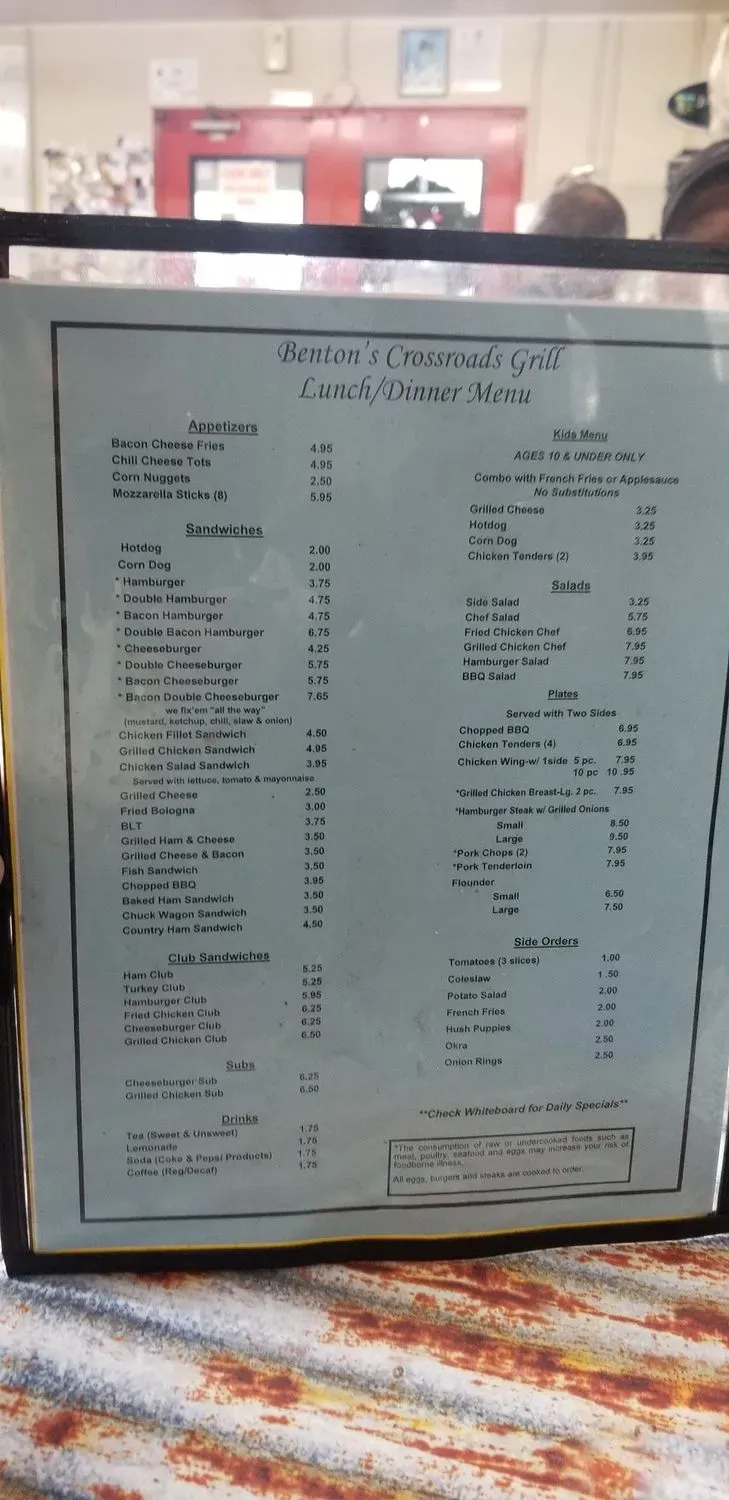 Benton's Crossroads Grill
Lunch/Dinner Menu
Appetizers
Bacon Cheese Fries 4.95
Chili Cheese Tots 4.95
Corn Nuggets 2.50
Mozzarella Sticks (8) 5.95
Sandwiches
Hotdog 2.00
Corn Dog 2.00
* Hamburger 3.75
* Double Hamburger 4.75
* Bacon Hamburger 4.75
* Double Bacon Hamburger 6.75
* Cheeseburger 4.25
* Double Cheeseburger 5.75
* Bacon Cheeseburger 5.75
* Bacon Double Cheeseburger 7.65
we fix'em "all the way"
(mustard, ketchup, chili, slaw & onion)
Chicken Fillet Sandwich 4.50
Grilled Chicken Sandwich 4.95
Chicken Salad Sandwich 3.95
Served with lettuce, tomato & mayonnaise
Grilled Cheese 2.50
Fried Bologna 3.00
BLT 3.75
Grilled Ham & Cheese 3.50
Grilled Cheese & Bacon 3.50
Fish Sandwich 3.50
Chopped BBQ 3.95
Baked Ham Sandwich 3.50
Chuck Wagon Sandwich 3.50
Country Ham Sandwich 4.50
Club Sandwiches
Ham Club 5.25
Turkey Club 5.25
Hamburger Club 5.95
Fried Chicken Club 6.25
Cheeseburger Club 6.25
Grilled Chicken Club 6.50
Subs
Cheeseburger Sub 6.25
Grilled Chicken Sub 6.50
Drinks
Tea (Sweet & Unsweet) 1.75
Lemonade 1.75
Soda (Coke & Pepsi Products) 1.75
Coffee (Reg/Decaf) 1.75
Kids Menu
AGES 10 & UNDER ONLY
Combo with French Fries or Applesauce
No Substitutions
Grilled Cheese 3.25
Hotdog 3.25
Corn Dog 3.25
Chicken Tenders (2) 3.95
Salads
Side Salad 3.25
Chef Salad 5.75
Fried Chicken Chef 6.95
Grilled Chicken Chef 7.95
Hamburger Salad 7.95
BBQ Salad 7.95
Plates
Served with Two Sides
Chopped BBQ 6.95
Chicken Tenders (4) 6.95
Chicken Wing-w/ 1side 5 pc. 7.95
10 pc 10 .95
*Grilled Chicken Breast-Lg. 2 pc. 7.95
*Hamburger Steak w/ Grilled Onions
Small 8.50
Large 9.50
*Pork Chops (2) 7.95
*Pork Tenderloin 7.95
Flounder
Small 6.50
Large 7.50
Side Orders
Tomatoes (3 slices) 1.00
Coleslaw 1 .50
Potato Salad 2.00
French Fries 2.00
Hush Puppies 2.00
Okra 2.50
Onion Rings 2.50
**Check Whiteboard for Daily Specials**
*The consumption of raw or undercooked foods such as
meat, poultry, seafood and eggs may increase your risk of
foodborne illness.
All eggs, burgers and steaks are cooked to order.